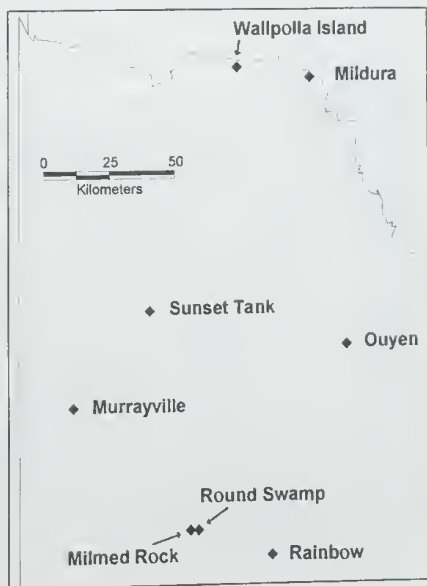 Wallpolla Island
Mildura
0 25 50
Kilometers
Sunset Tank
Ouyen
Murrayville
Round Swamp
Milmed Rock
Rainbow